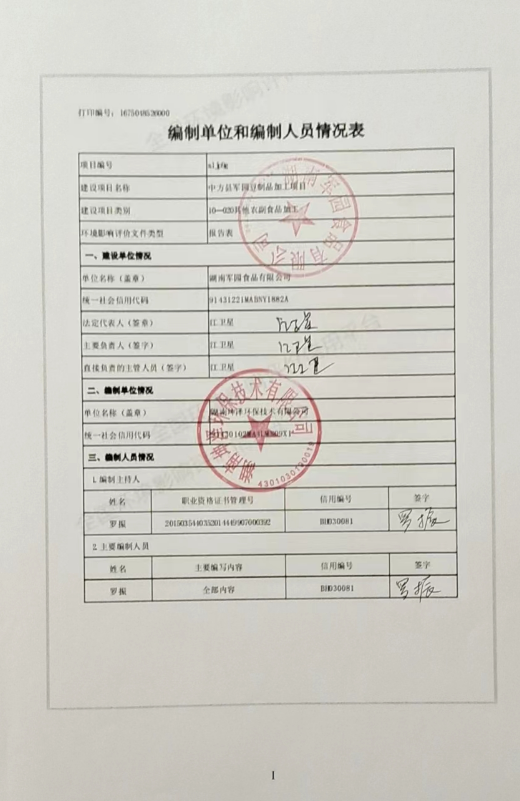 打印编号：1675048536000
编制单位和编制人员情况表
项目编号
建设项目名称 中方县军园豆制品加工项目
建设项目类别 10—020其他农副食品加工
环境影响评价文件类型 报告表
一、建设单位情况
单位名称（盖章） 湖南军园食品有限公司
统一社会信用代码 91431221MABNY1882A
法定代表人（签章） 江卫星
主要负责人（签字） 江卫星
直接负责的主管人员（签字） 江卫星
二、编制单位情况
单位名称（盖章） 环保技术有限公司
统一社会信用代码
三、编制人员情况
1.编制主持人
姓名 职业资格证书管理号 信用编号 签字
罗振 2015035440352014449907000392 BH030081 罗振
2.主要编制人员
姓名 主要编写内容 信用编号 签字
罗振 全部内容 BH030081 罗振
1